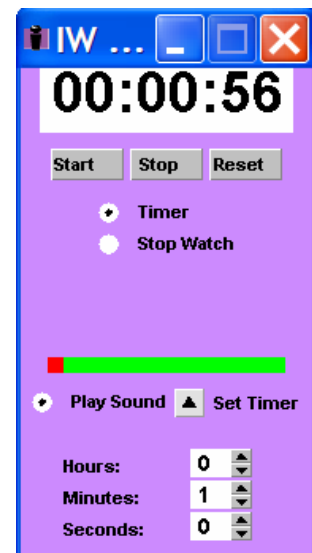 IW ...
00:00:56
Start Stop Reset
Timer
Stop Watch
Play Sound Set Timer
Hours: 0
Minutes: 1
Seconds: 0